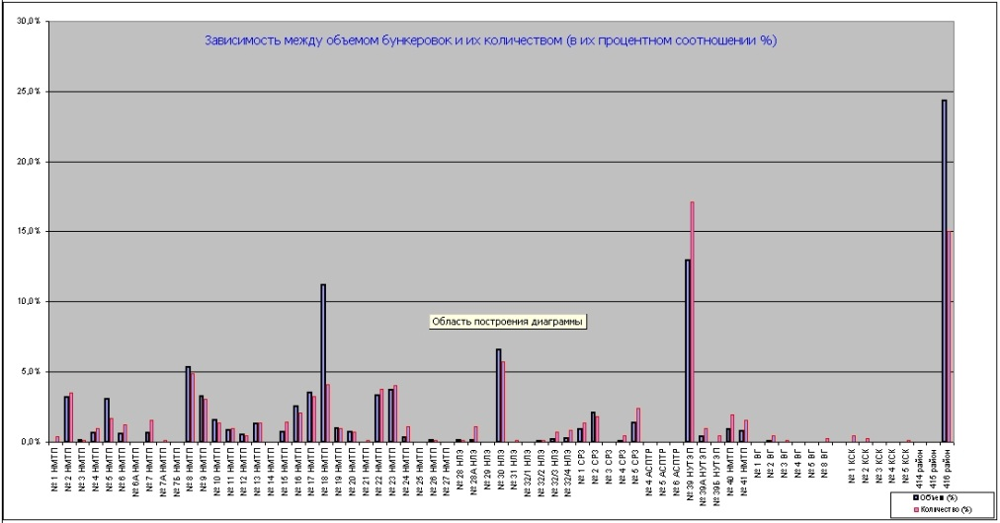 Зависимость между объемом бункеровок и их количеством (в их процентном соотношении %)
30,0%
25,0%
20,0%
15,0%
10,0%
5,0%
0,0%
Область построения диаграммы
№ 1 НМТП
№ 2 НМТП
№ 3 НМТП
№ 4 НМТП
№ 5 НМТП
№ 6 НМТП
№ 6А НМТП
№ 7 НМТП
№ 7А НМТП
№ 7Б НМТП
№ 8 НМТП
№ 9 НМТП
№ 10 НМТП
№ 11 НМТП
№ 12 НМТП
№ 13 НМТП
№ 14 НМТП
№ 15 НМТП
№ 16 НМТП
№ 17 НМТП
№ 18 НМТП
№ 19 НМТП
№ 20 НМТП
№ 21 НМТП
№ 22 НМТП
№ 23 НМТП
№ 24 НМТП
№ 25 НМТП
№ 26 НМТП
№ 27 НМТП
№ 28 НЛЭ
№ 28А НЛЭ
№ 29 НЛЭ
№ 30 НЛЭ
№ 31 НЛЭ
№ 32/1 НЛЭ
№ 32/2 НЛЭ
№ 32/3 НЛЭ
№ 32/4 НЛЭ
№ 1 СРЗ
№ 2 СРЗ
№ 3 СРЗ
№ 4 СРЗ
№ 5 СРЗ
№ 4 АСПТР
№ 5 АСПТР
№ 6 АСПТР
№ 39 НУТЭП
№ 39А НУТЭП
№ 39Б НУТЭП
№ 40 НМТП
№ 41 НМТП
№ 1 ВГ
№ 2 ВГ
№ 3 ВГ
№ 4 ВГ
№ 5 ВГ
№ 8 ВГ
№ 1 КСК
№ 2 КСК
№ 3 КСК
№ 4 КСК
№ 5 КСК
414 район
415 район
416 район
Объем (%)
Количество (%)